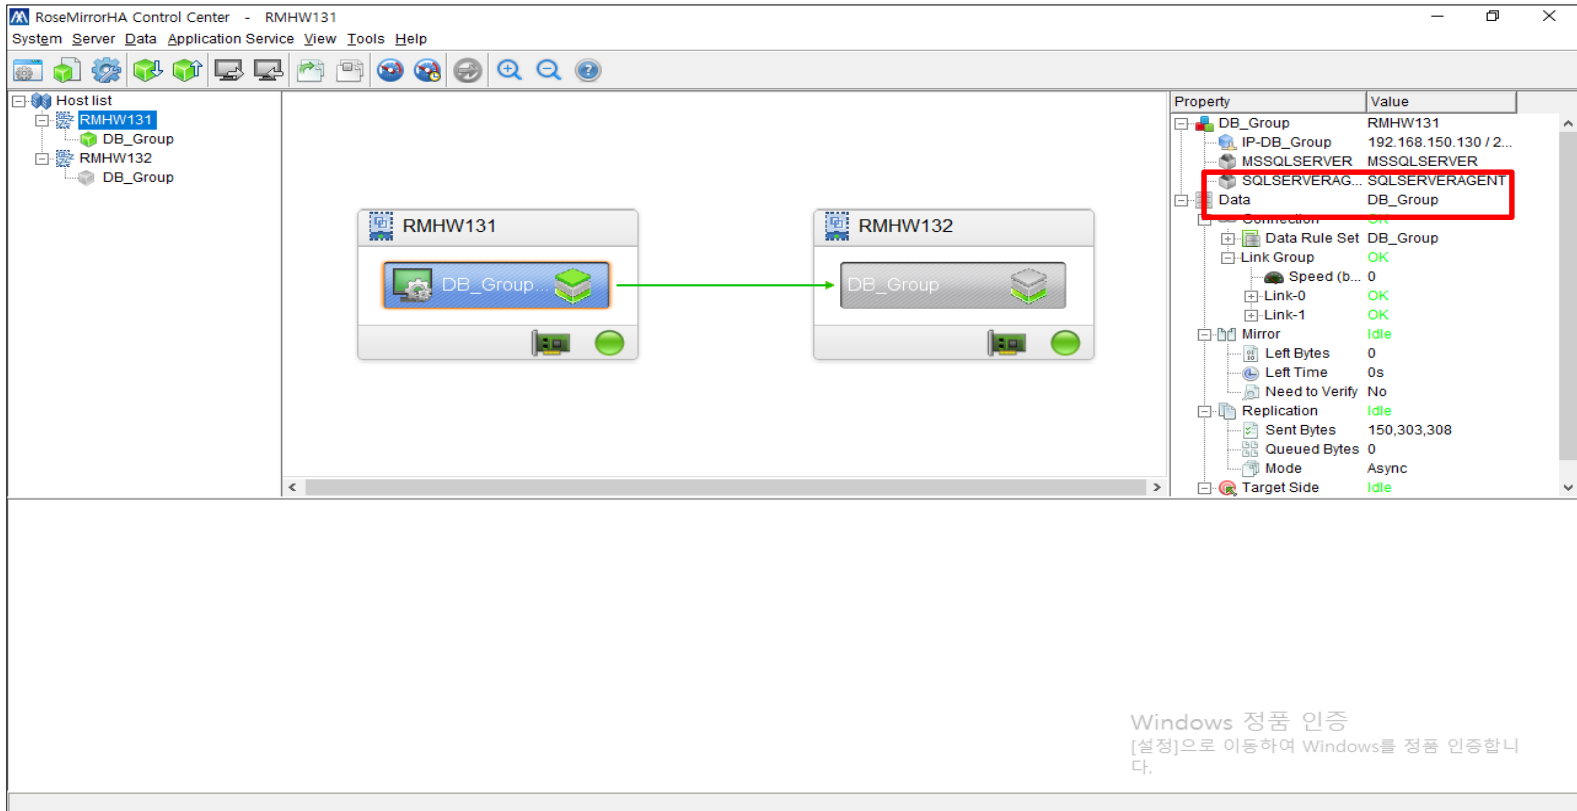 RoseMirrorHA Control Center - RMHW131
System Server Data Application Service View Tools Help
Host list
RMHW131
DB_Group
RMHW132
DB_Group
RMHW131
DB_Group...
RMHW132
DB_Group
Property Value
DB_Group RMHW131
IP-DB_Group 192.168.150.130 / 2...
MSSQLSERVER MSSQLSERVER
SQLSERVERAG... SQLSERVERAGENT
Data DB_Group
Connection OK
Data Rule Set DB_Group
Link Group OK
Speed (b... 0
Link-0 OK
Link-1 OK
Mirror Idle
Left Bytes 0
Left Time 0s
Need to Verify No
Replication Idle
Sent Bytes 150,303,308
Queued Bytes 0
Mode Async
Target Side Idle
Windows 정품 인증
[설정]으로 이동하여 Windows를 정품 인증합니
다.